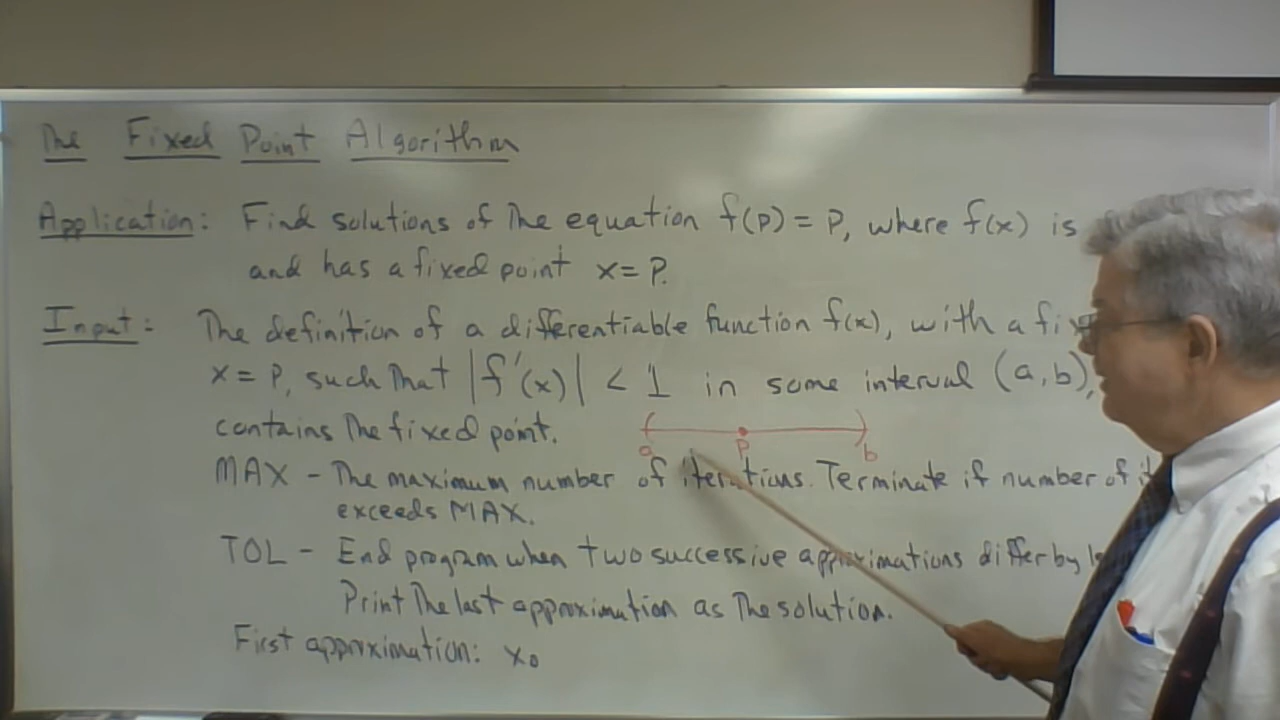 The Fixed Point Algorithm
Application: Find solutions of the equation f(p) = p, where f(x) is
and has a fixed point x = p.
Input: The definition of a differentiable function f(x), with a fix
x = p, such that |f'(x)| < 1 in some interval (a, b),
contains the fixed point.
a p b
MAX - The maximum number of iterations. Terminate if number of it
exceeds MAX.
TOL - End program when two successive approximations differ by
Print the last approximation as the solution.
First approximation: x0